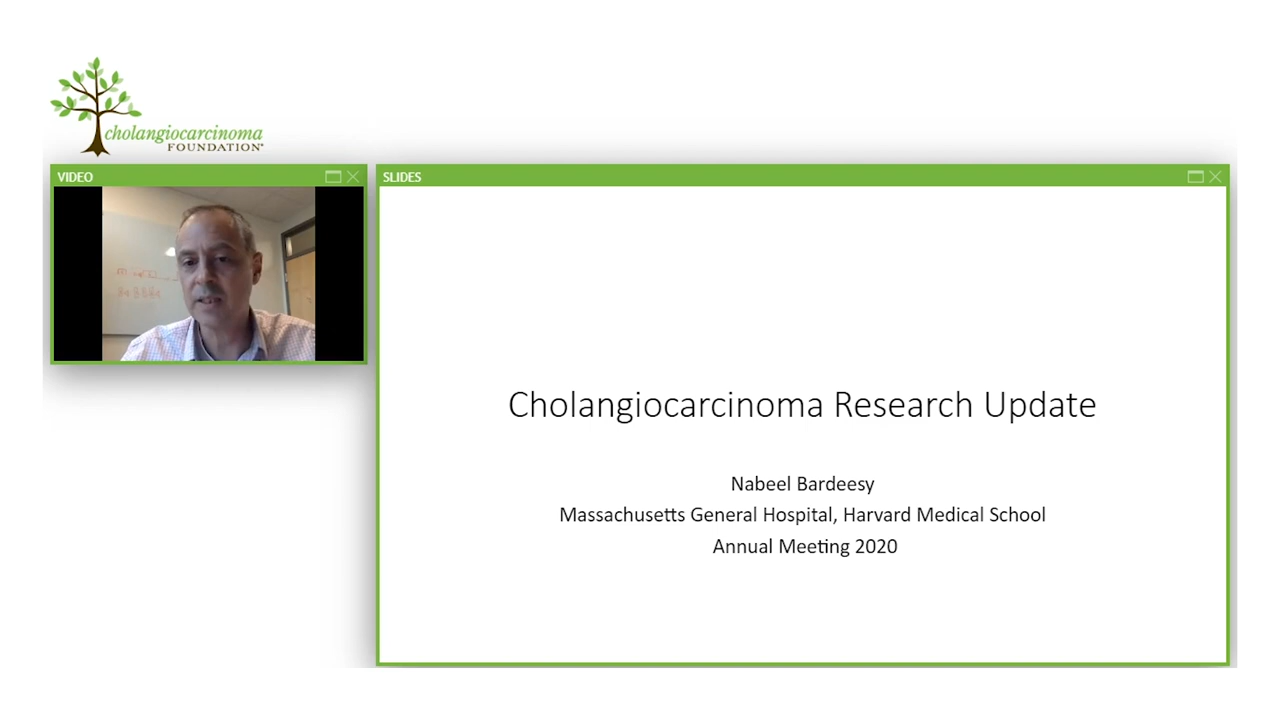 cholangiocarcinoma
FOUNDATION
VIDEO
SLIDES
Cholangiocarcinoma Research Update
Nabeel Bardeesy
Massachusetts General Hospital, Harvard Medical School
Annual Meeting 2020